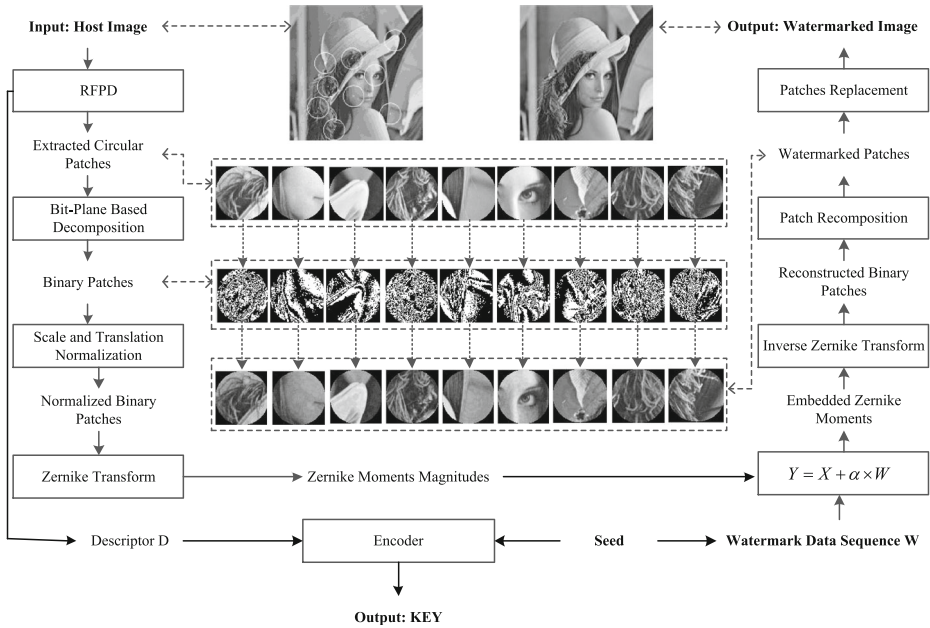 Input: Host Image
Output: Watermarked Image
RFPD
Patches Replacement
Extracted Circular
Patches
Watermarked Patches
Bit-Plane Based
Decomposition
Patch Recomposition
Binary Patches
Reconstructed Binary
Patches
Scale and Translation
Normalization
Inverse Zernike Transform
Normalized Binary
Patches
Embedded Zernike
Moments
Zernike Transform
Zernike Moments Magnitudes
Y = X + α × W
Descriptor D
Encoder
Seed
Watermark Data Sequence W
Output: KEY